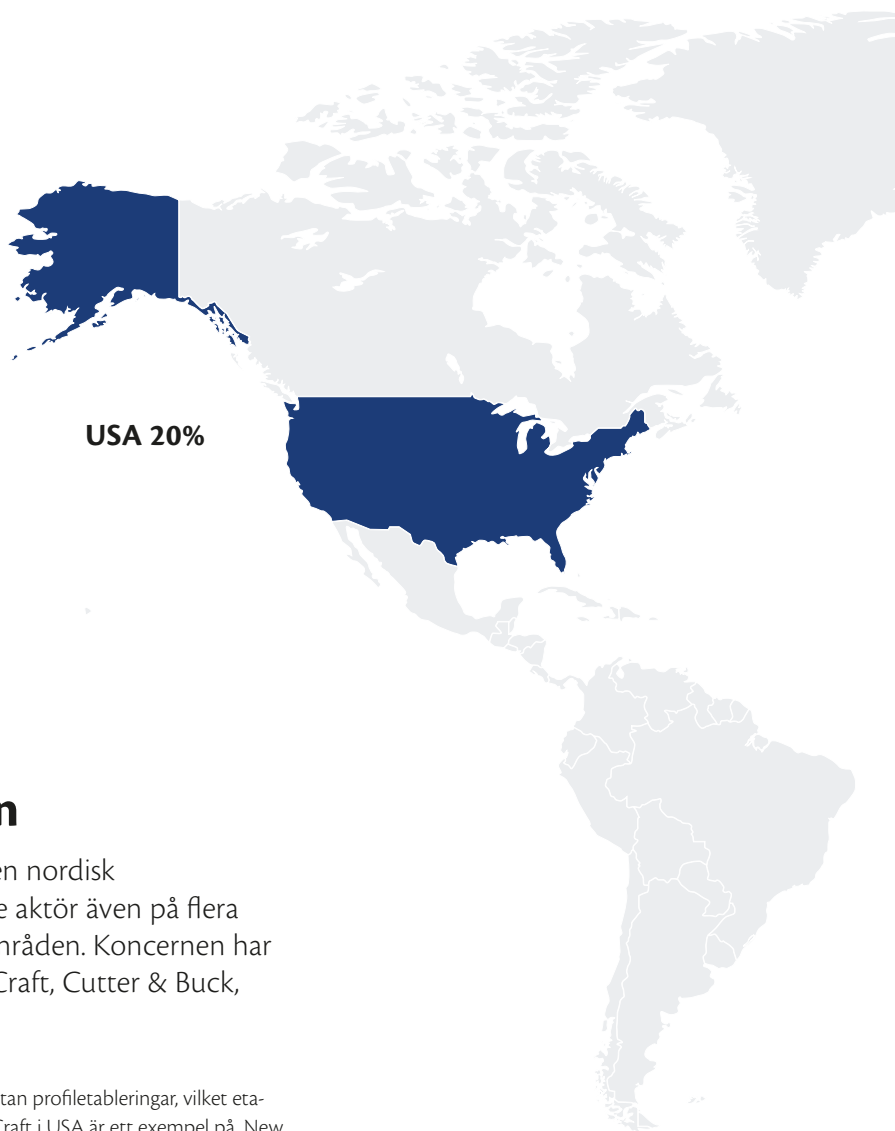 USA 20%
n
en nordisk
e aktör även på flera
nråden. Koncernen har
Craft, Cutter & Buck,
tan profiletableringar, vilket eta-
Craft i USA är ett exempel på. New